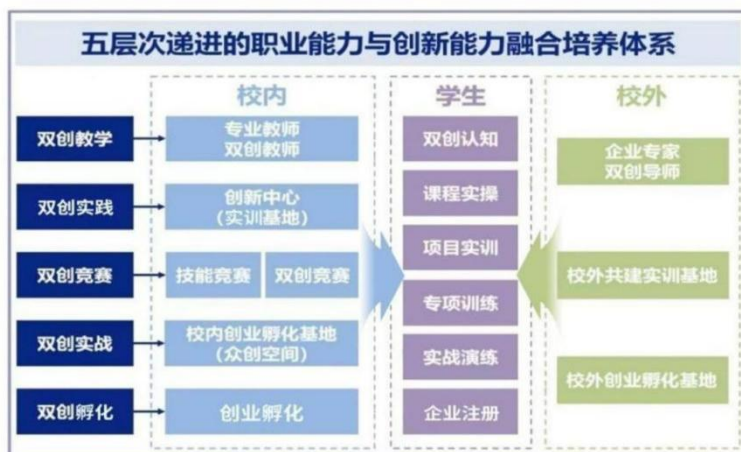 五层次递进的职业能力与创新能力融合培养体系
校内
学生
校外
双创教学
专业教师
双创教师
双创认知
企业专家
双创导师
双创实践
创新中心
（实训基地）
课程实操
项目实训
双创竞赛
技能竞赛
双创竞赛
专项训练
校外共建实训基地
双创实战
校内创业孵化基地
（众创空间）
实战演练
校外创业孵化基地
双创孵化
创业孵化
企业注册